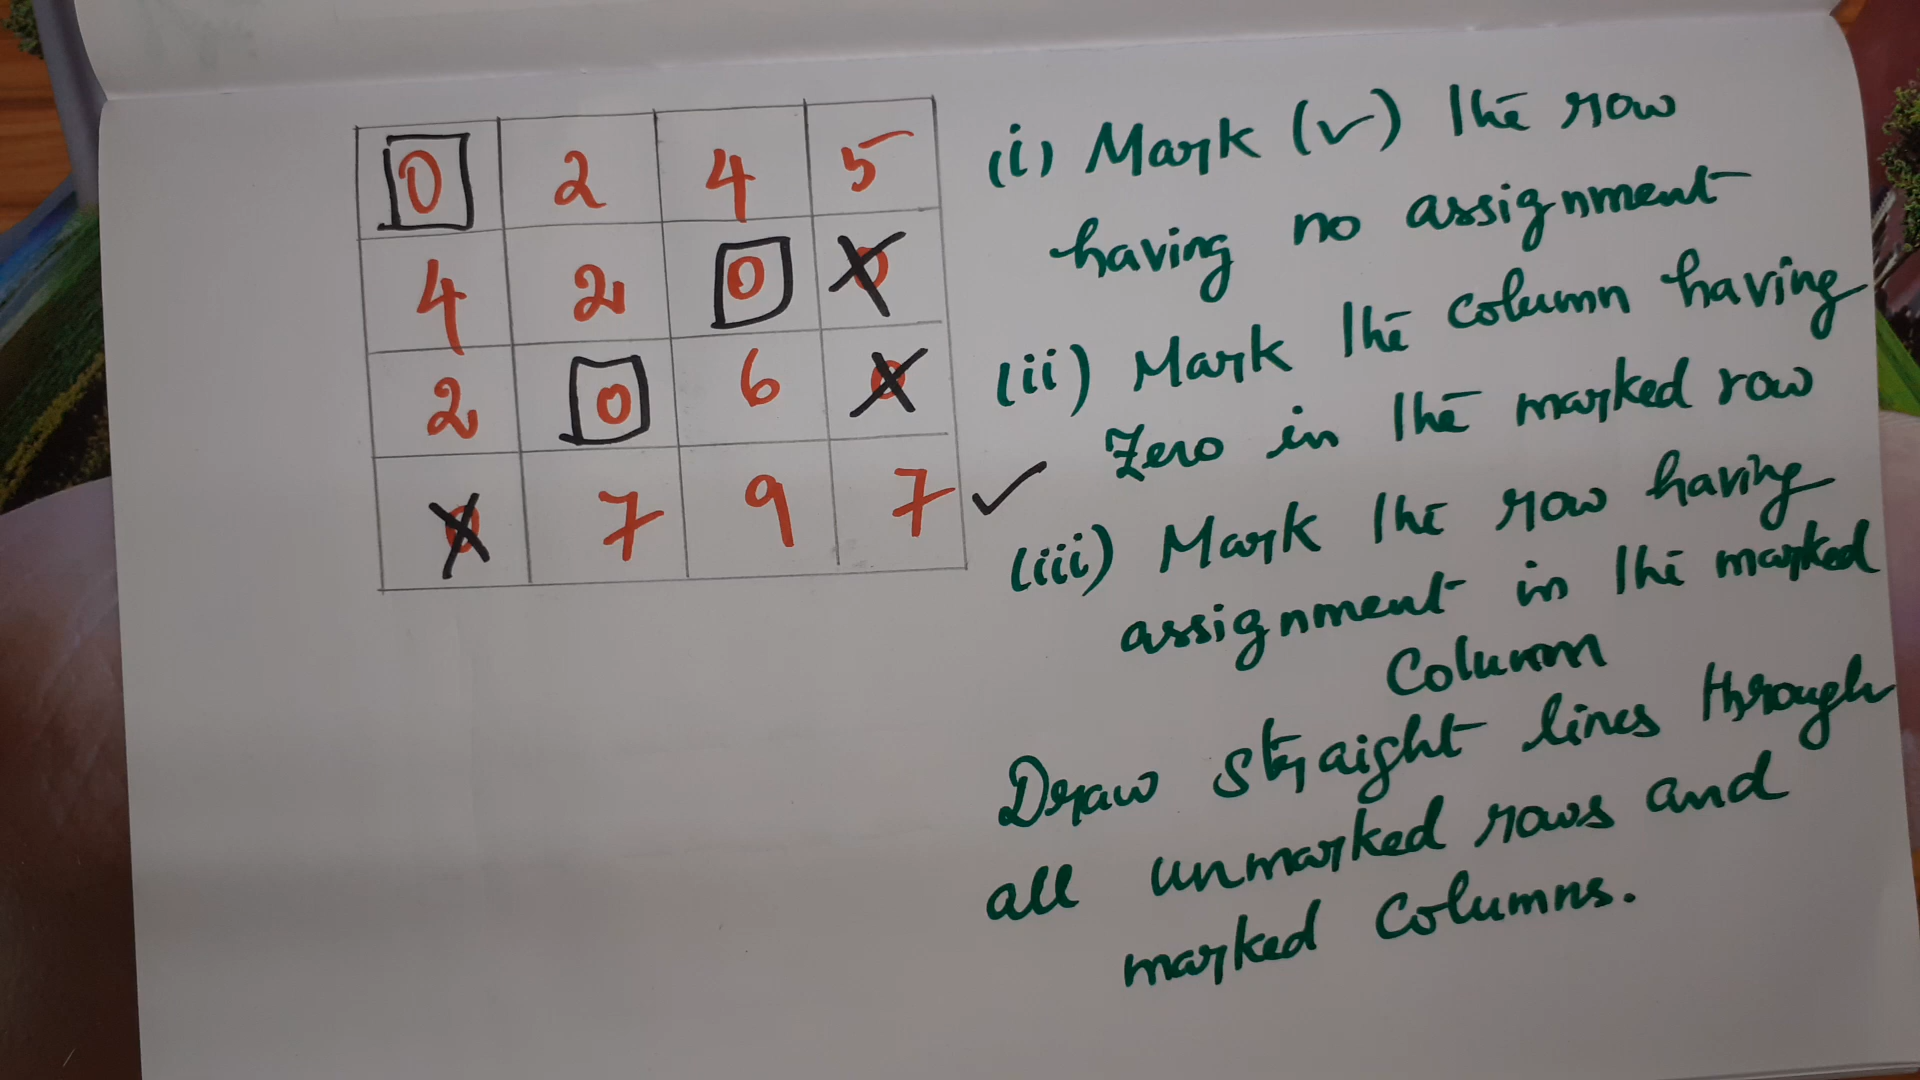 0 2 4 5
4 2 0 0
2 0 6 0
0 7 9 7 ✓
(i) Mark (✓) the row
having no assignment
(ii) Mark the column having
Zero in the marked row
(iii) Mark the row having
assignment in the marked
Column
Draw straight lines through
all unmarked rows and
marked Columns.